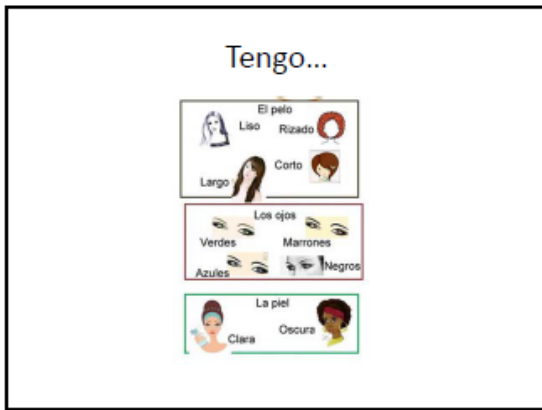 Tengo...
El pelo
Liso Rizado
Corto
Largo
Los ojos
Verdes Marrones
Azules Negros
La piel
Clara Oscura